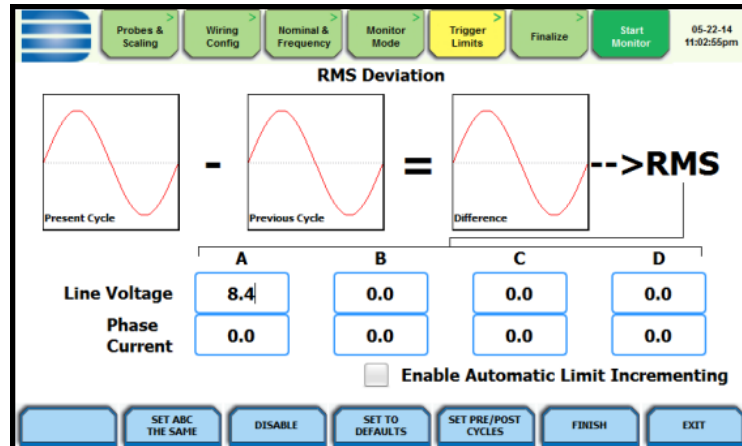 Probes & Scaling > Wiring Config > Nominal & Frequency > Monitor Mode > Trigger Limits > Finalize > Start Monitor 05-22-14 11:02:55pm
RMS Deviation
- = -->RMS
Present Cycle Previous Cycle Difference
A B C D
Line Voltage 8.4 0.0 0.0 0.0
Phase Current 0.0 0.0 0.0 0.0
Enable Automatic Limit Incrementing
SET ABC THE SAME DISABLE SET TO DEFAULTS SET PRE/POST CYCLES FINISH EXIT